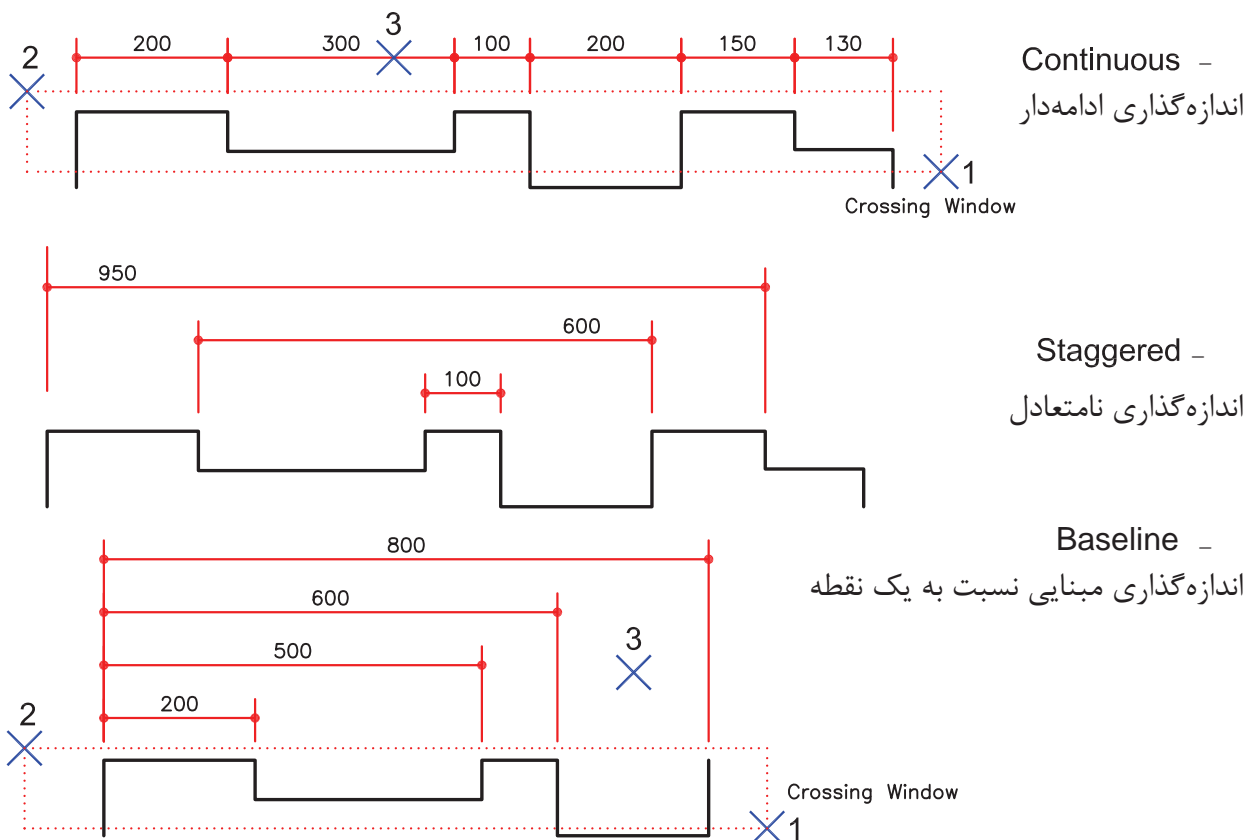 3
200 300 100 200 150 130
2
Continuous -
اندازه‌گذاری ادامه‌دار
1
Crossing Window
950
600
100
Staggered -
اندازه‌گذاری نامتعادل
800
600
500
200
Baseline -
اندازه‌گذاری مبنایی نسبت به یک نقطه
3
2
Crossing Window
1